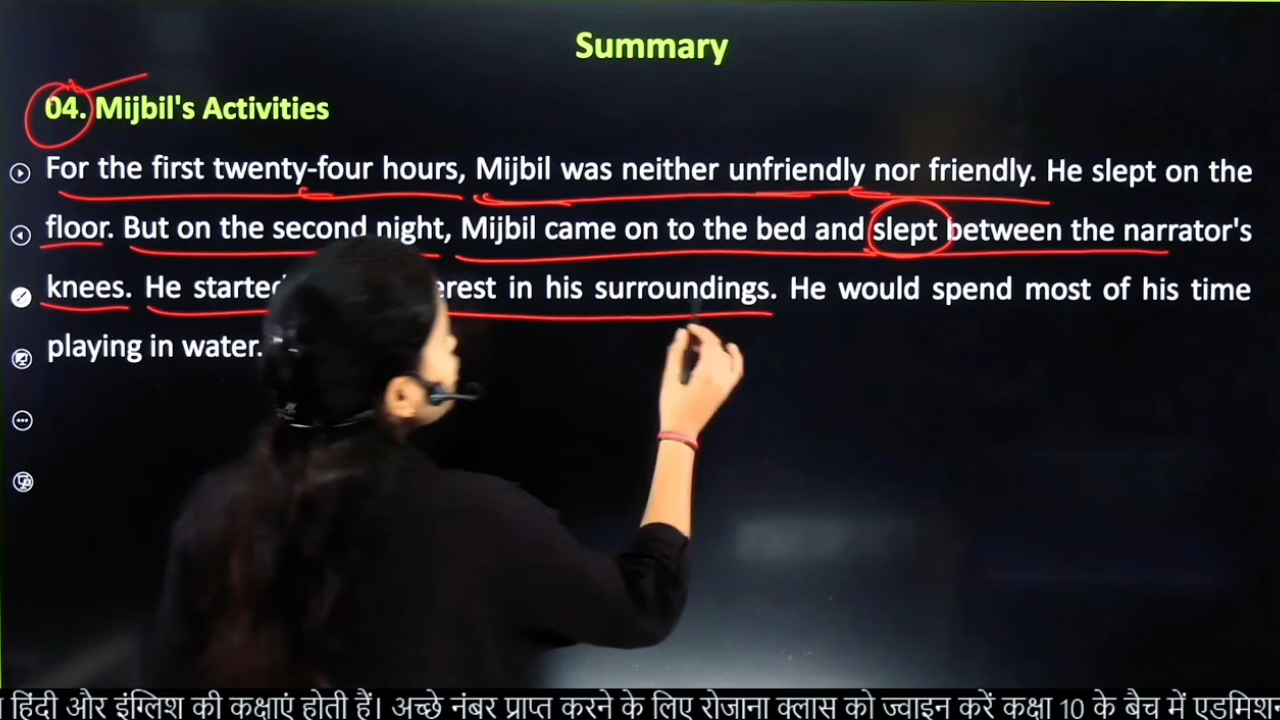 Summary
04. Mijbil's Activities
For the first twenty-four hours, Mijbil was neither unfriendly nor friendly. He slept on the
floor. But on the second night, Mijbil came on to the bed and slept between the narrator's
knees. He started in his surroundings. He would spend most of his time
playing in water.
हिंदी और इंग्लिश की कक्षाएं होती हैं। अच्छे नंबर प्राप्त करने के लिए रोजाना क्लास को ज्वाइन करें कक्षा 10 के बैच में